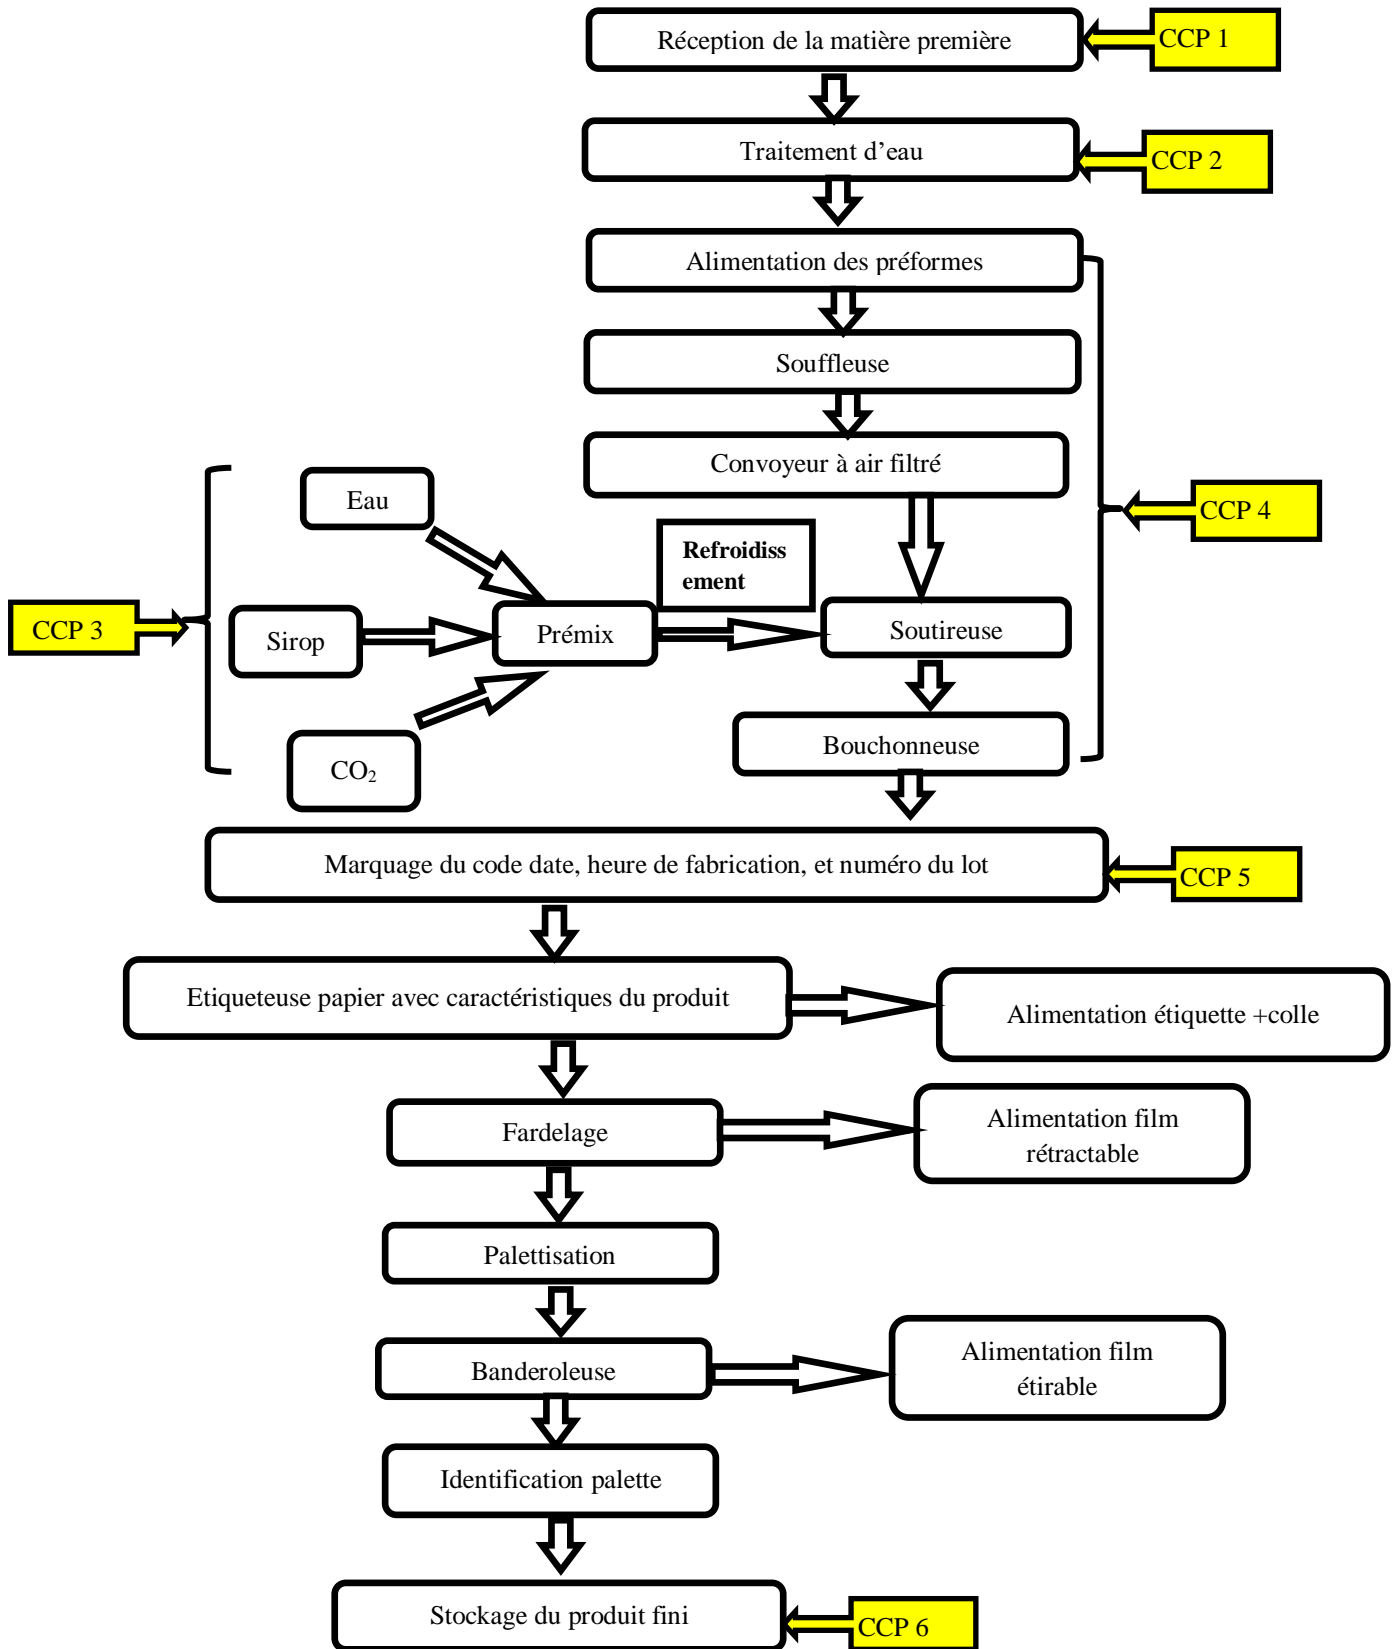 Réception de la matière première
CCP 1
Traitement d’eau
CCP 2
Alimentation des préformes
Souffleuse
Convoyeur à air filtré
Eau
CCP 4
Refroidiss
ement
CCP 3
Sirop
Prémix
Soutireuse
Bouchonneuse
CO₂
Marquage du code date, heure de fabrication, et numéro du lot
CCP 5
Etiqueteuse papier avec caractéristiques du produit
Alimentation étiquette +colle
Fardelage
Alimentation film
rétractable
Palettisation
Banderoleuse
Alimentation film
étirable
Identification palette
Stockage du produit fini
CCP 6